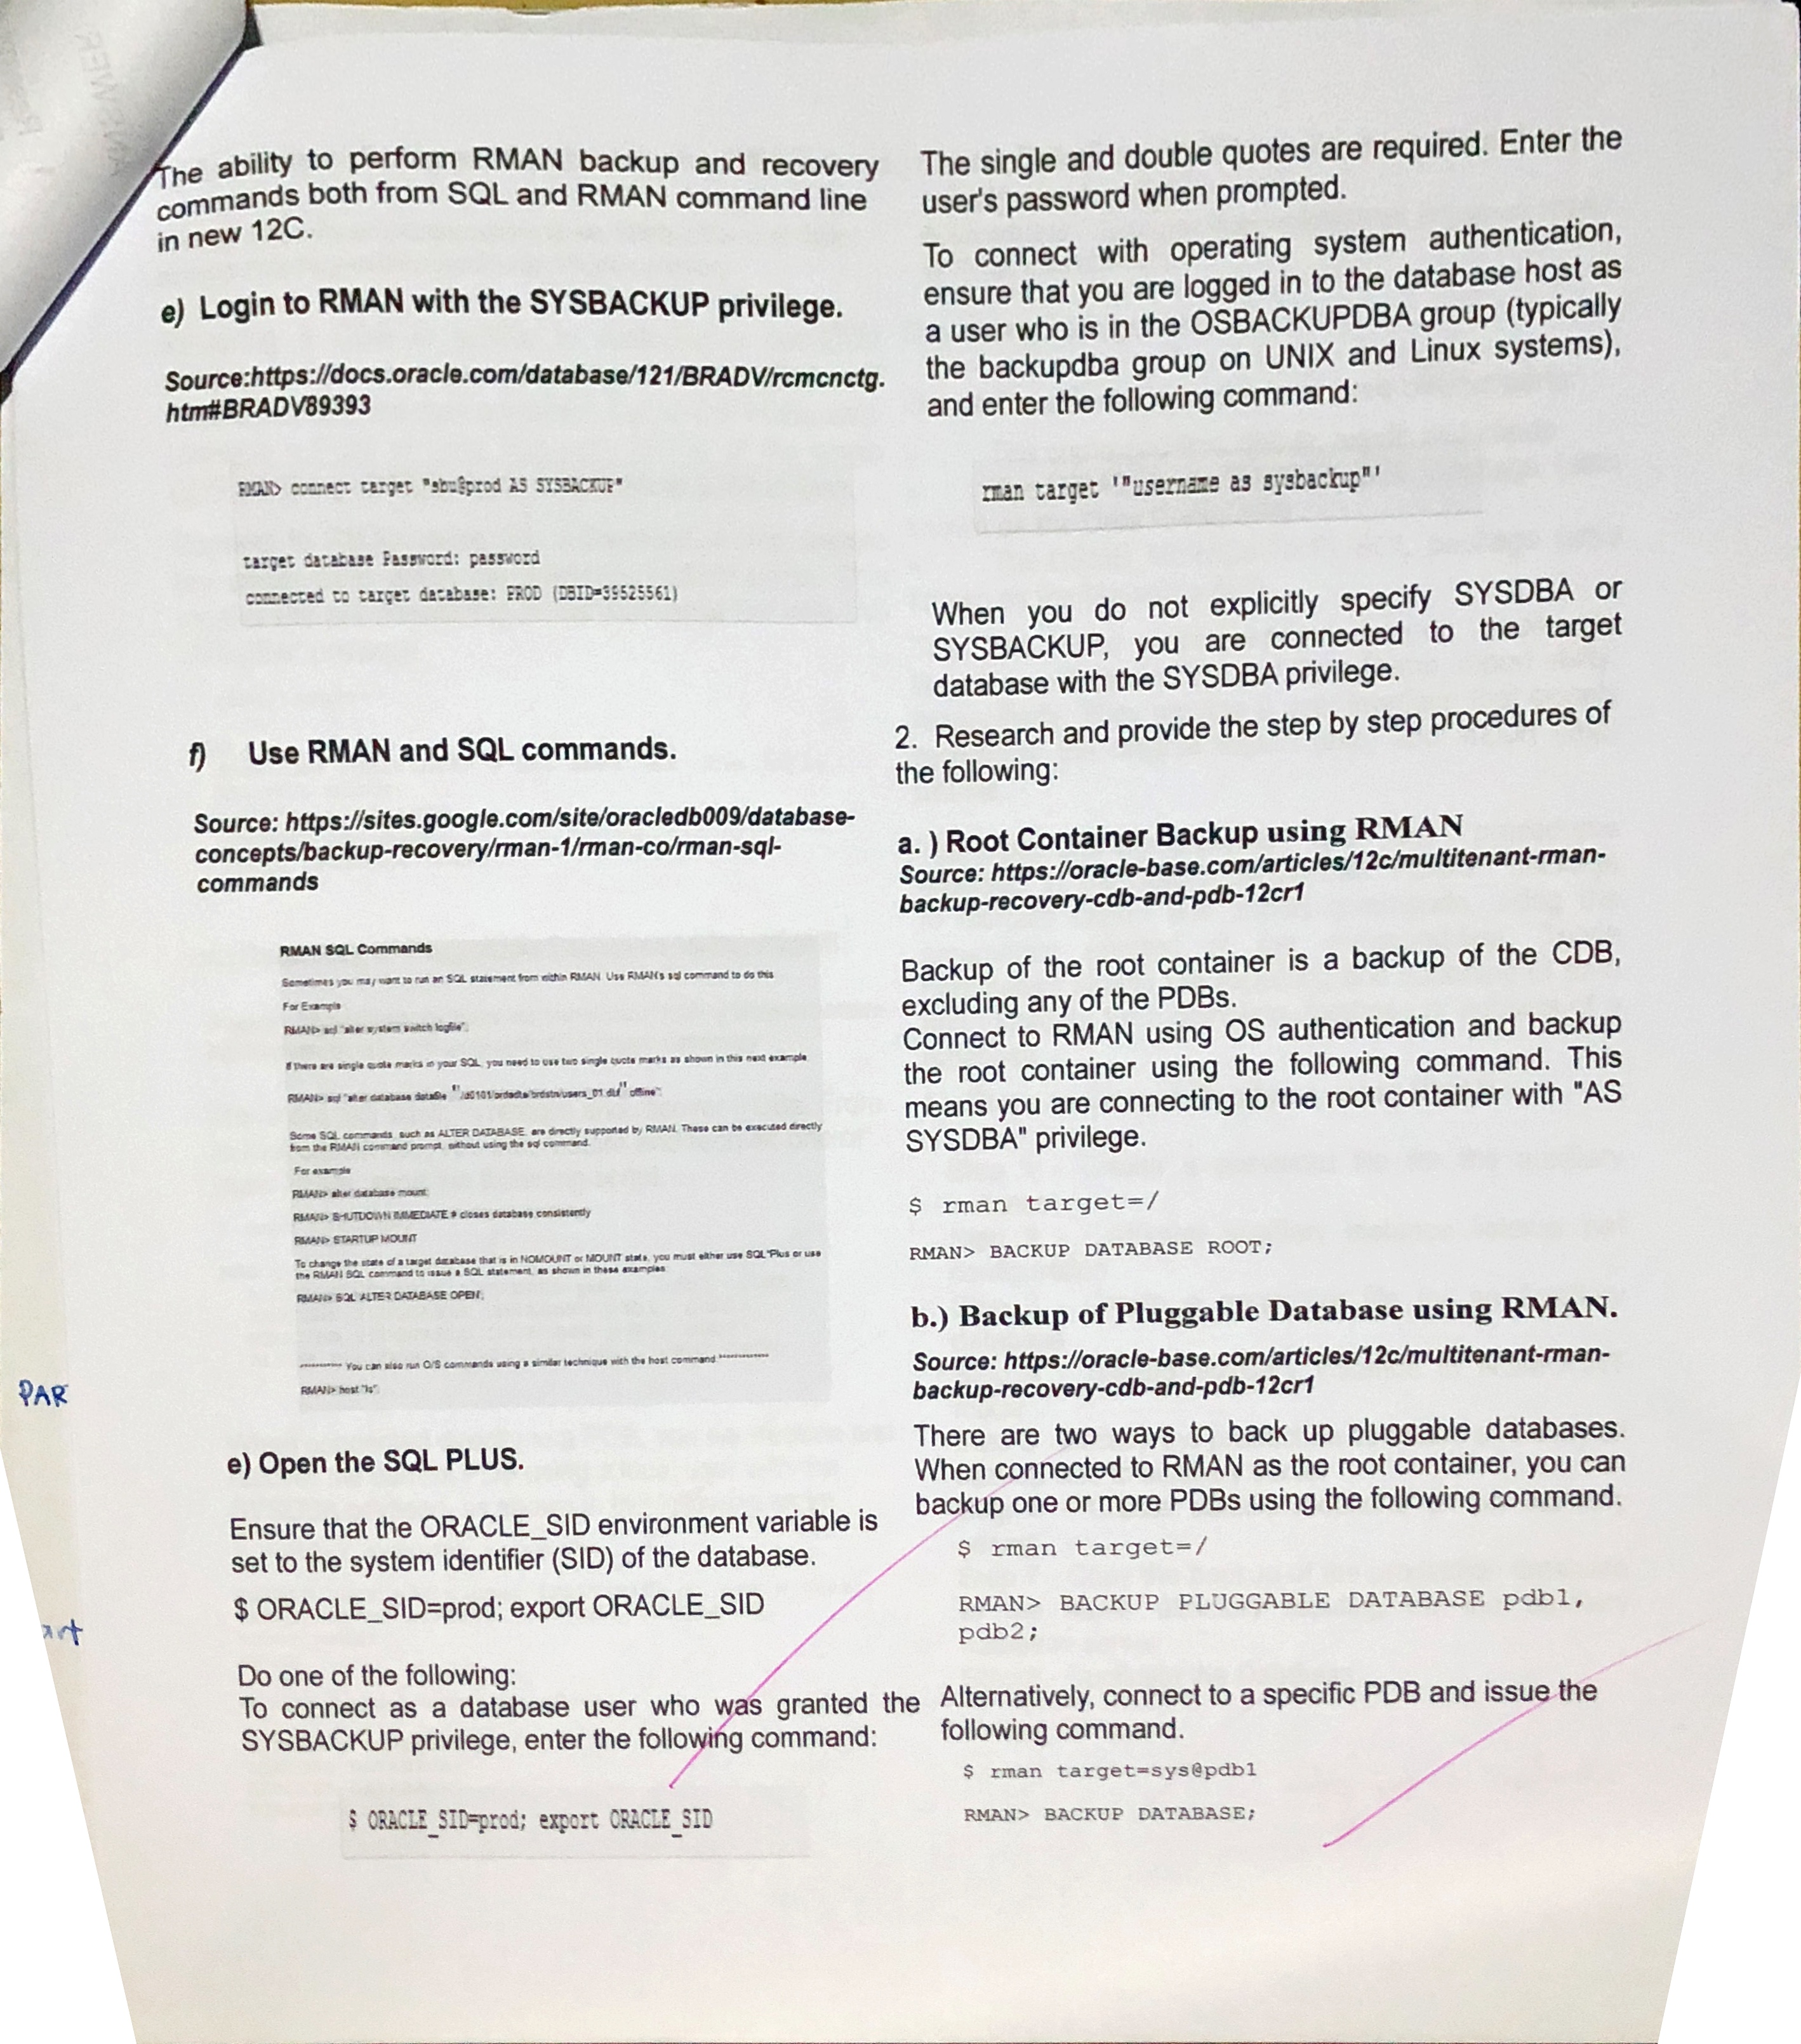 The ability to perform RMAN backup and recovery
commands both from SQL and RMAN command line
in new 12C.
e) Login to RMAN with the SYSBACKUP privilege.
Source:https://docs.oracle.com/database/121/BRADV/rcmcnctg.
htm#BRADV89393
RMAN> connect target "sbu@prod AS SYSBACKUP"
target database Password: password
connected to target database: PROD (DBID=39525561)
f) Use RMAN and SQL commands.
Source: https://sites.google.com/site/oracledb009/database-
concepts/backup-recovery/rman-1/rman-co/rman-sql-
commands
RMAN SQL Commands
Sometimes you may want to run an SQL statement from within RMAN. Use RMAN's sql command to do this
For Example
RMAN> sql "alter system switch logfile";
If there are single quote marks in your SQL, you need to use two single quote marks as shown in this next example.
RMAN> sql "alter database datafile offline";
Some SQL commands, such as ALTER DATABASE, are directly supported by RMAN. These can be executed directly
from the RMAN command prompt, without using the sql command.
For example
RMAN> alter database mount;
RMAN> SHUTDOWN IMMEDIATE # closes database consistently
RMAN> STARTUP MOUNT
To change the state of a target database that is in NOMOUNT or MOUNT state, you must either use SQL*Plus or use
the RMAN SQL command to issue a SQL statement, as shown in these examples:
RMAN> SQL 'ALTER DATABASE OPEN';
*********** You can also run O/S commands using a similar technique with the host command ************
RMAN> host "ls";
e) Open the SQL PLUS.
Ensure that the ORACLE_SID environment variable is
set to the system identifier (SID) of the database.
$ ORACLE_SID=prod; export ORACLE_SID
Do one of the following:
To connect as a database user who was granted the
SYSBACKUP privilege, enter the following command:
$ ORACLE_SID=prod; export ORACLE_SID
PAR
art
The single and double quotes are required. Enter the
user's password when prompted.
To connect with operating system authentication,
ensure that you are logged in to the database host as
a user who is in the OSBACKUPDBA group (typically
the backupdba group on UNIX and Linux systems),
and enter the following command:
rman target '"username as sysbackup"'
When you do not explicitly specify SYSDBA or
SYSBACKUP, you are connected to the target
database with the SYSDBA privilege.
2. Research and provide the step by step procedures of
the following:
a. ) Root Container Backup using RMAN
Source: https://oracle-base.com/articles/12c/multitenant-rman-
backup-recovery-cdb-and-pdb-12cr1
Backup of the root container is a backup of the CDB,
excluding any of the PDBs.
Connect to RMAN using OS authentication and backup
the root container using the following command. This
means you are connecting to the root container with "AS
SYSDBA" privilege.
$ rman target=/
RMAN> BACKUP DATABASE ROOT;
b.) Backup of Pluggable Database using RMAN.
Source: https://oracle-base.com/articles/12c/multitenant-rman-
backup-recovery-cdb-and-pdb-12cr1
There are two ways to back up pluggable databases.
When connected to RMAN as the root container, you can
backup one or more PDBs using the following command.
$ rman target=/
RMAN> BACKUP PLUGGABLE DATABASE pdb1,
pdb2;
Alternatively, connect to a specific PDB and issue the
following command.
$ rman target=sys@pdb1
RMAN> BACKUP DATABASE;